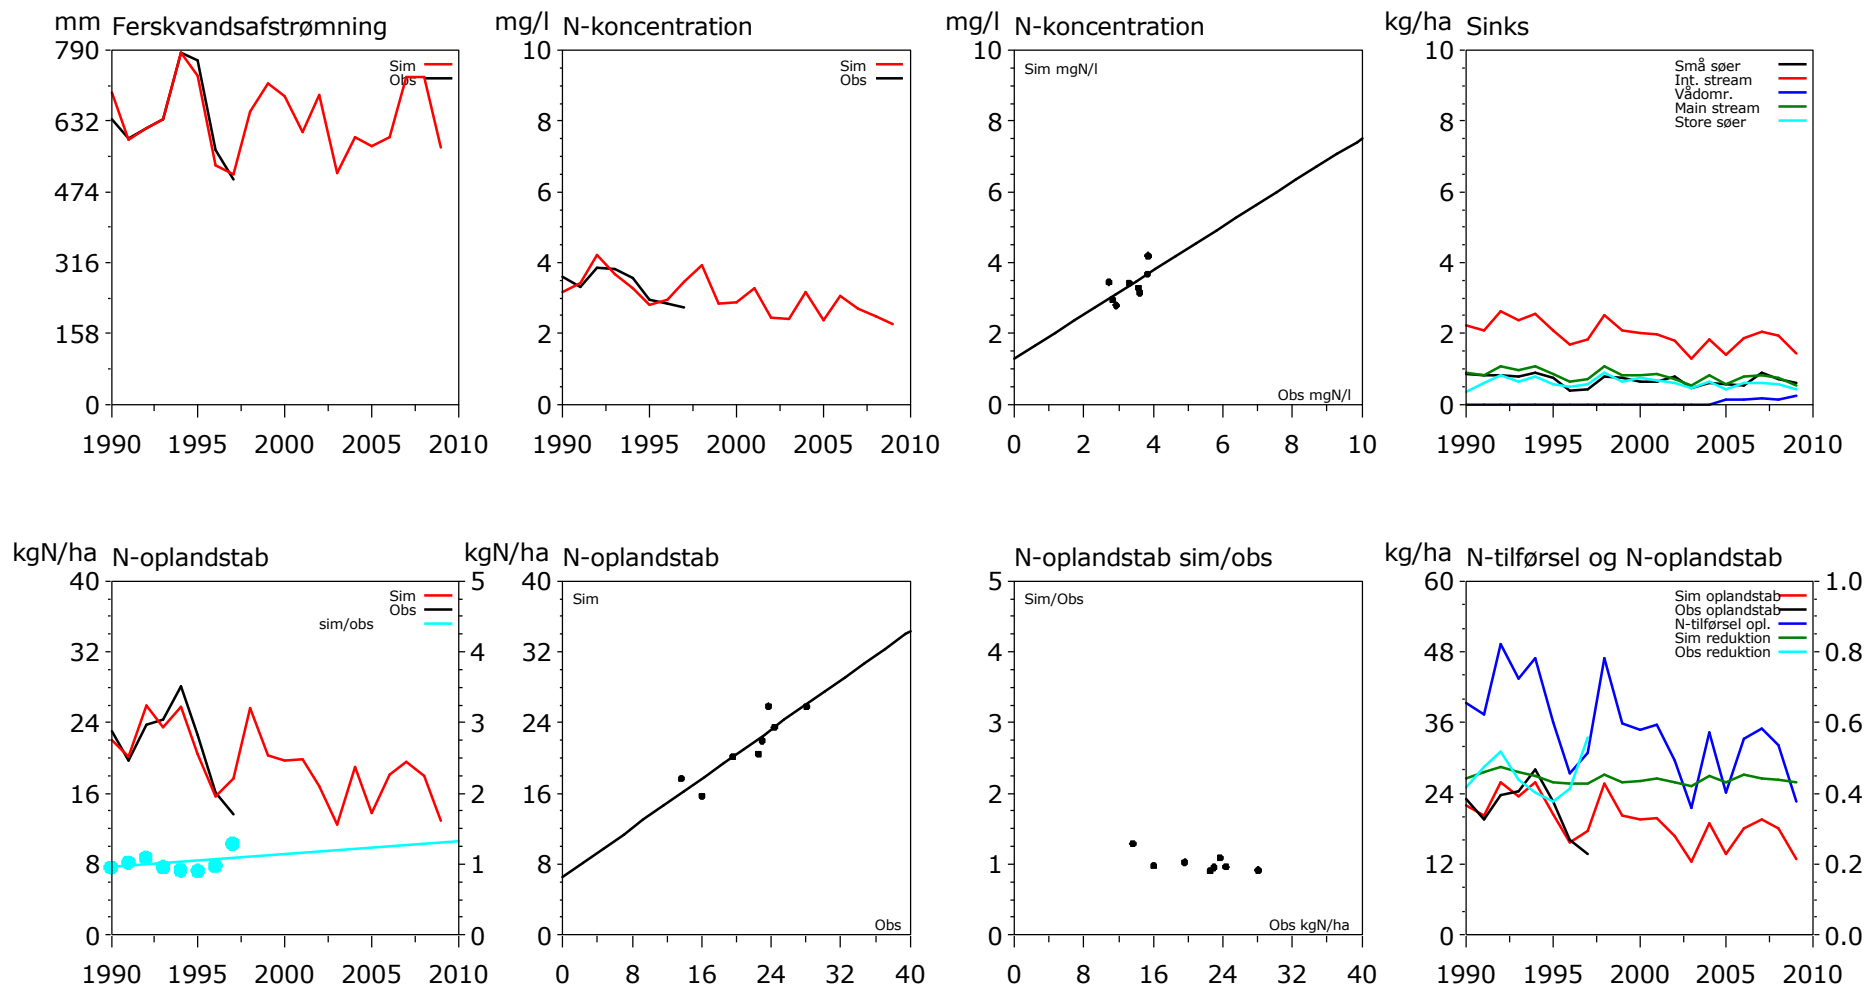 mm Ferskvandsafstrømning
790
632
474
316
158
0
1990 1995 2000 2005 2010
Sim
Obs
mg/l N-koncentration
10
8
6
4
2
0
1990 1995 2000 2005 2010
Sim
Obs
mg/l N-koncentration
10
8
6
4
2
0
0 2 4 6 8 10
Sim mgN/l
Obs mgN/l
kg/ha Sinks
10
8
6
4
2
0
1990 1995 2000 2005 2010
Små søer
Int. stream
Vådomr.
Main stream
Store søer
kgN/ha N-oplandstab
40
32
24
16
8
0
5
4
3
2
1
0
1990 1995 2000 2005 2010
Sim
Obs
sim/obs
kgN/ha N-oplandstab
40
32
24
16
8
0
0 8 16 24 32 40
Sim
Obs
N-oplandstab sim/obs
5
4
3
2
1
0
0 8 16 24 32 40
Sim/Obs
Obs kgN/ha
kg/ha N-tilførsel og N-oplandstab
60
48
36
24
12
0
1.0
0.8
0.6
0.4
0.2
0.0
1990 1995 2000 2005 2010
Sim oplandstab
Obs oplandstab
N-tilførsel opl.
Sim reduktion
Obs reduktion